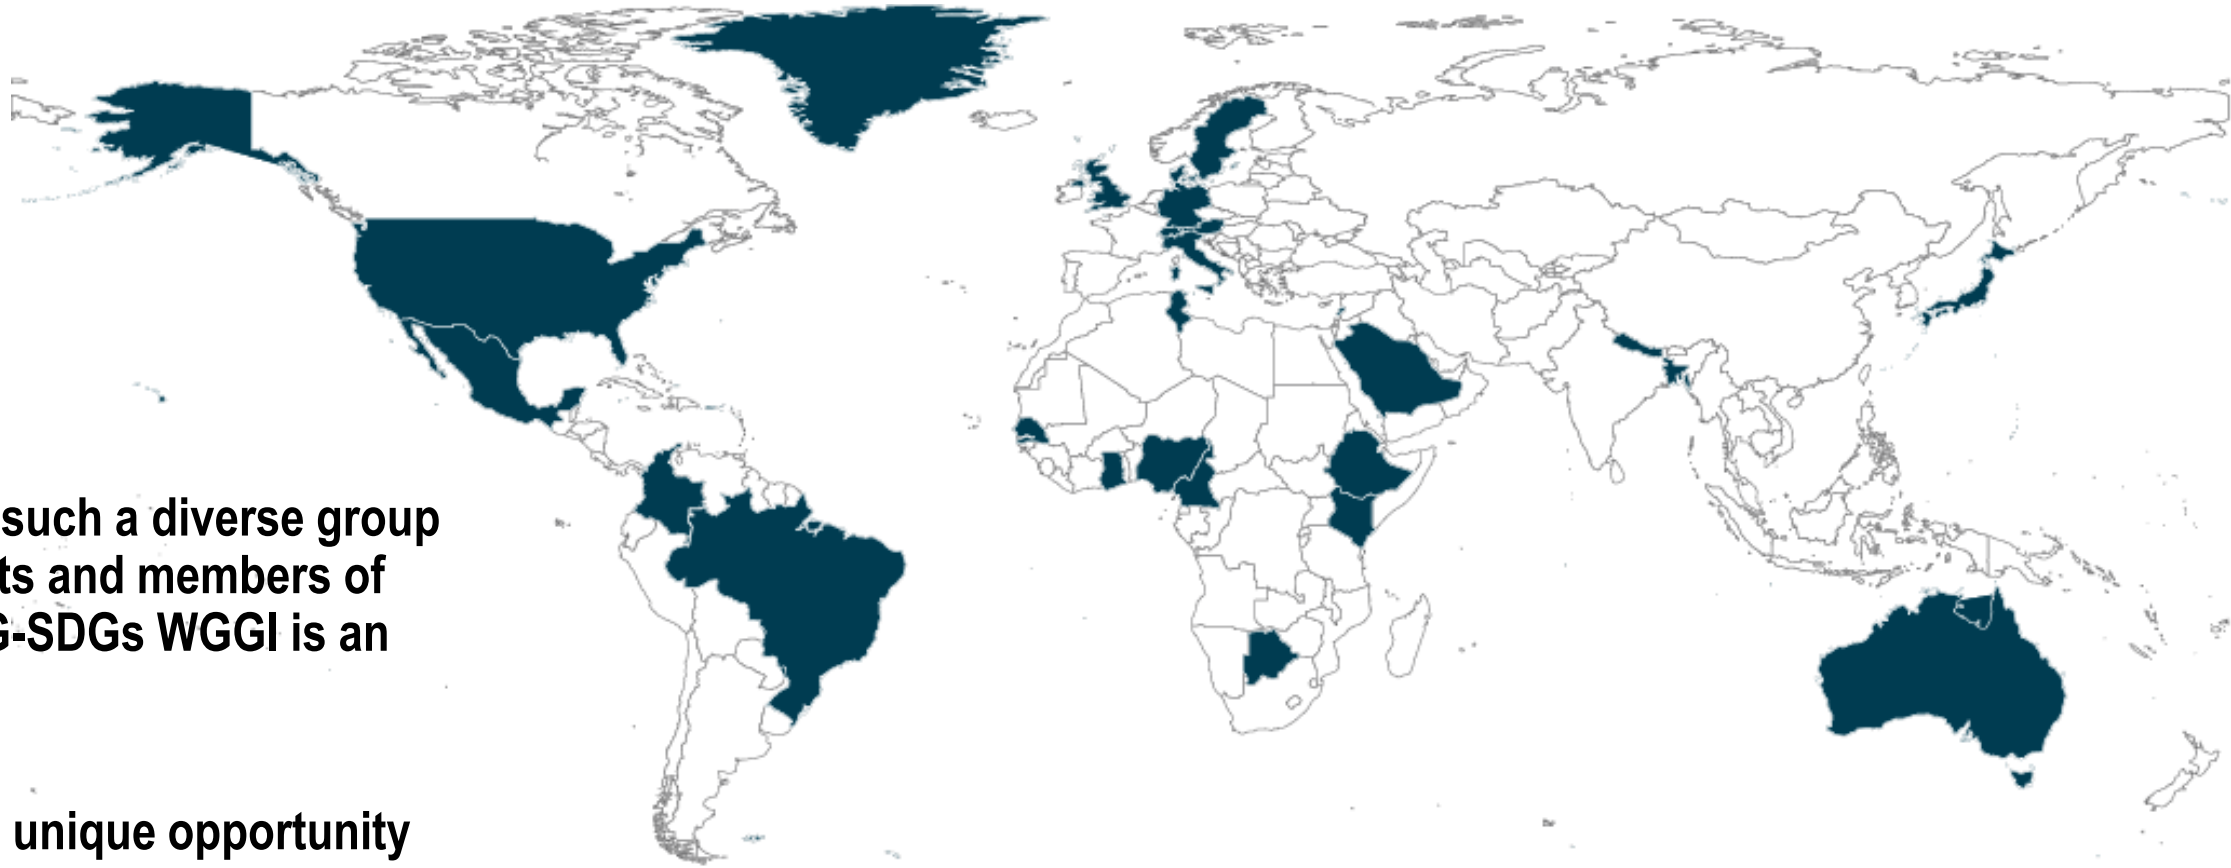 such a diverse group
ts and members of
G-SDGs WGGI is an
unique opportunity